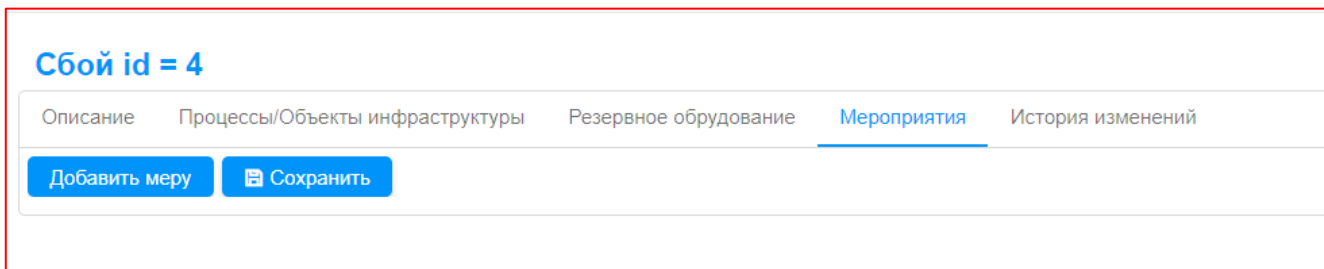 Сбой id = 4
Описание Процессы/Объекты инфраструктуры Резервное обрудование Мероприятия История изменений
Добавить меру Сохранить